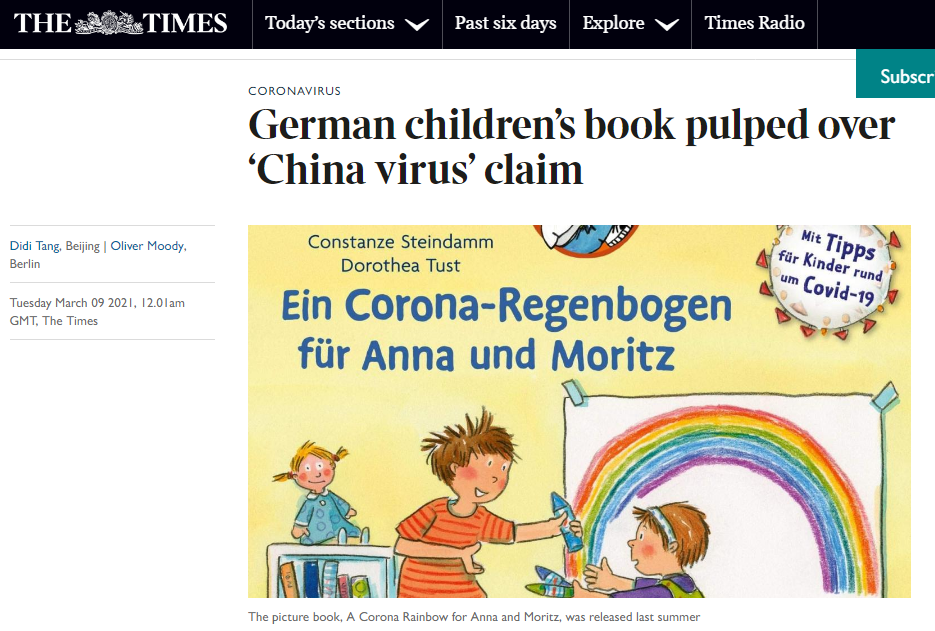 THE TIMES
Today's sections
Past six days
Explore
Times Radio
Subscr
CORONAVIRUS
German children's book pulped over
'China virus' claim
Didi Tang, Beijing | Oliver Moody,
Berlin
Tuesday March 09 2021, 12.01am
GMT, The Times
Constanze Steindamm
Dorothea Tust
Ein Corona-Regenbogen
für Anna und Moritz
Mit Tipps
für Kinder rund
um Covid-19
The picture book, A Corona Rainbow for Anna and Moritz, was released last summer